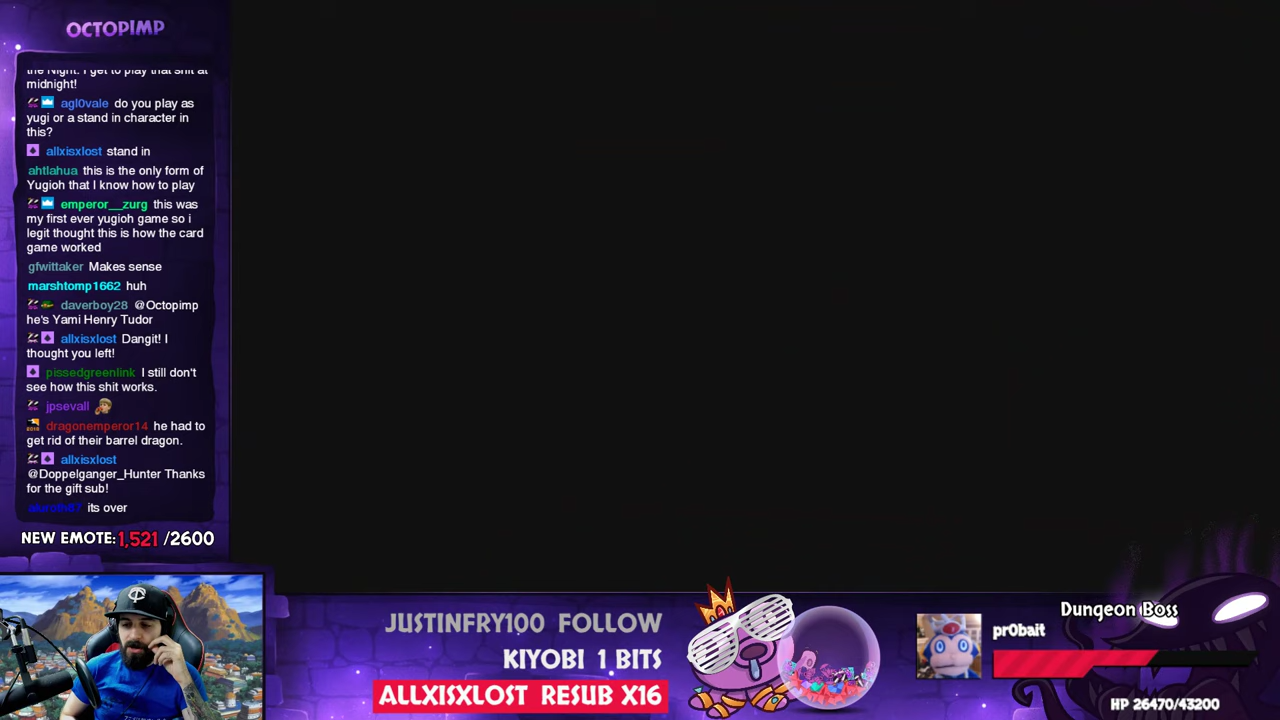 OCTOPIMP
the Night. I get to play that shit at
midnight!
agl0vale do you play as
yugi or a stand in character in
this?
allxisxlost stand in
ahtlahua this is the only form of
Yugioh that I know how to play
emperor__zurg this was
my first ever yugioh game so i
legit thought this is how the card
game worked
gfwittaker Makes sense
marshtomp1662 huh
daverboy28 @Octopimp
he's Yami Henry Tudor
allxisxlost Dangit! I
thought you left!
pissedgreenlink I still don't
see how this shit works.
jpsevall
dragonemperor14 he had to
get rid of their barrel dragon.
allxisxlost
@Doppelganger_Hunter Thanks
for the gift sub!
its over
NEW EMOTE: 1,521 /2600
JUSTINFRY100 FOLLOW
KIYOBI 1 BITS
ALLXISXLOST RESUB X16
Dungeon Boss
pr0bait
HP 26470/43200